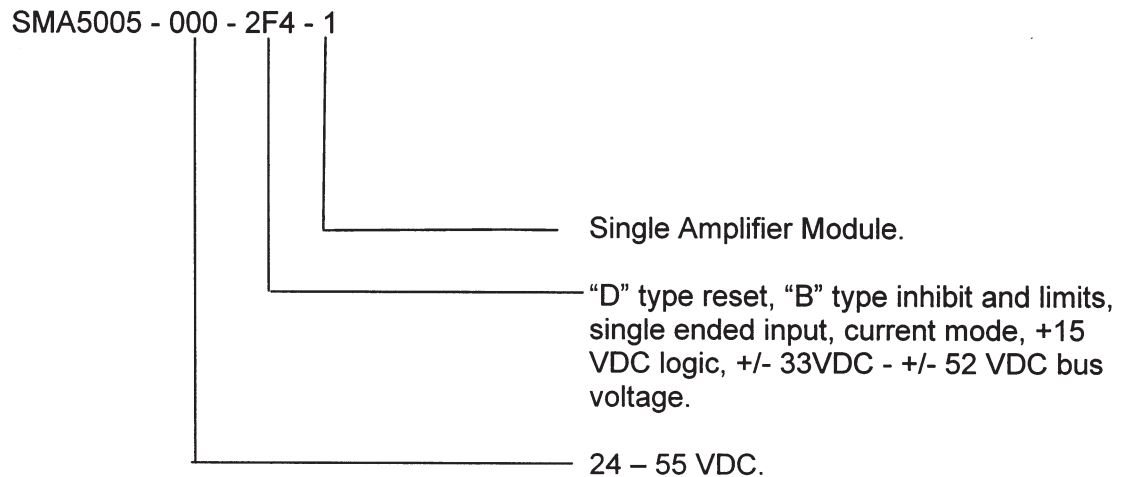 SMA5005 - 000 - 2F4 - 1
Single Amplifier Module.
“D” type reset, “B” type inhibit and limits,
single ended input, current mode, +15
VDC logic, +/- 33VDC - +/- 52 VDC bus
voltage.
24 – 55 VDC.